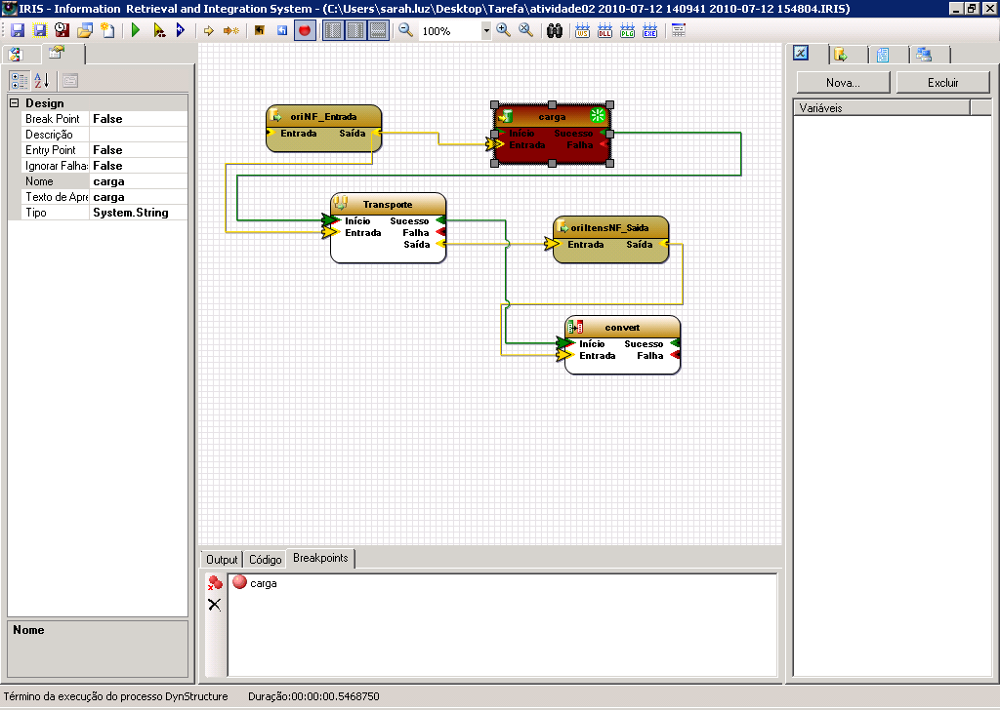 IRIS - Information Retrieval and Integration System - (C:\Users\sarah.luz\Desktop\Tarefa\atividade02 2010-07-12 140941 2010-07-12 154804.IRIS)
100%
WS DLL PLG EXE
Design
Break Point False
Descrição
Entry Point False
Ignorar Falha: False
Nome carga
Texto de Apre carga
Tipo System.String
Nome
oriNF_Entrada
Entrada Saída
carga
Início Sucesso
Entrada Falha
Transporte
Início Sucesso
Entrada Falha
Saída
oriItensNF_Saida
Entrada Saída
convert
Início Sucesso
Entrada Falha
Nova... Excluir
Variáveis
Output Código Breakpoints
carga
Término da execução do processo DynStructure Duração:00:00:00.5468750